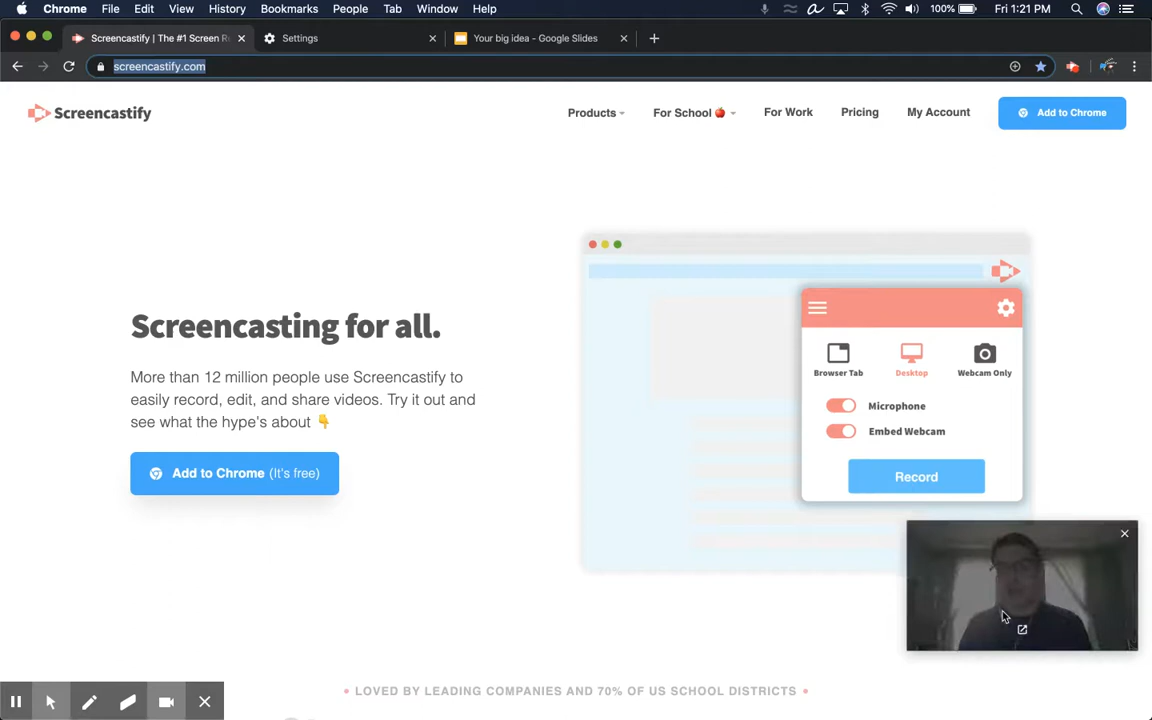 Chrome File Edit View History Bookmarks People Tab Window Help 100% Fri 1:21 PM
Screencastify | The #1 Screen R Settings Your big idea - Google Slides
screencastify.com
Screencastify Products For School 🍎 For Work Pricing My Account Add to Chrome
Screencasting for all.
More than 12 million people use Screencastify to
easily record, edit, and share videos. Try it out and
see what the hype's about 👇
Add to Chrome (It's free)
Browser Tab Desktop Webcam Only
Microphone
Embed Webcam
Record
• LOVED BY LEADING COMPANIES AND 70% OF US SCHOOL DISTRICTS •